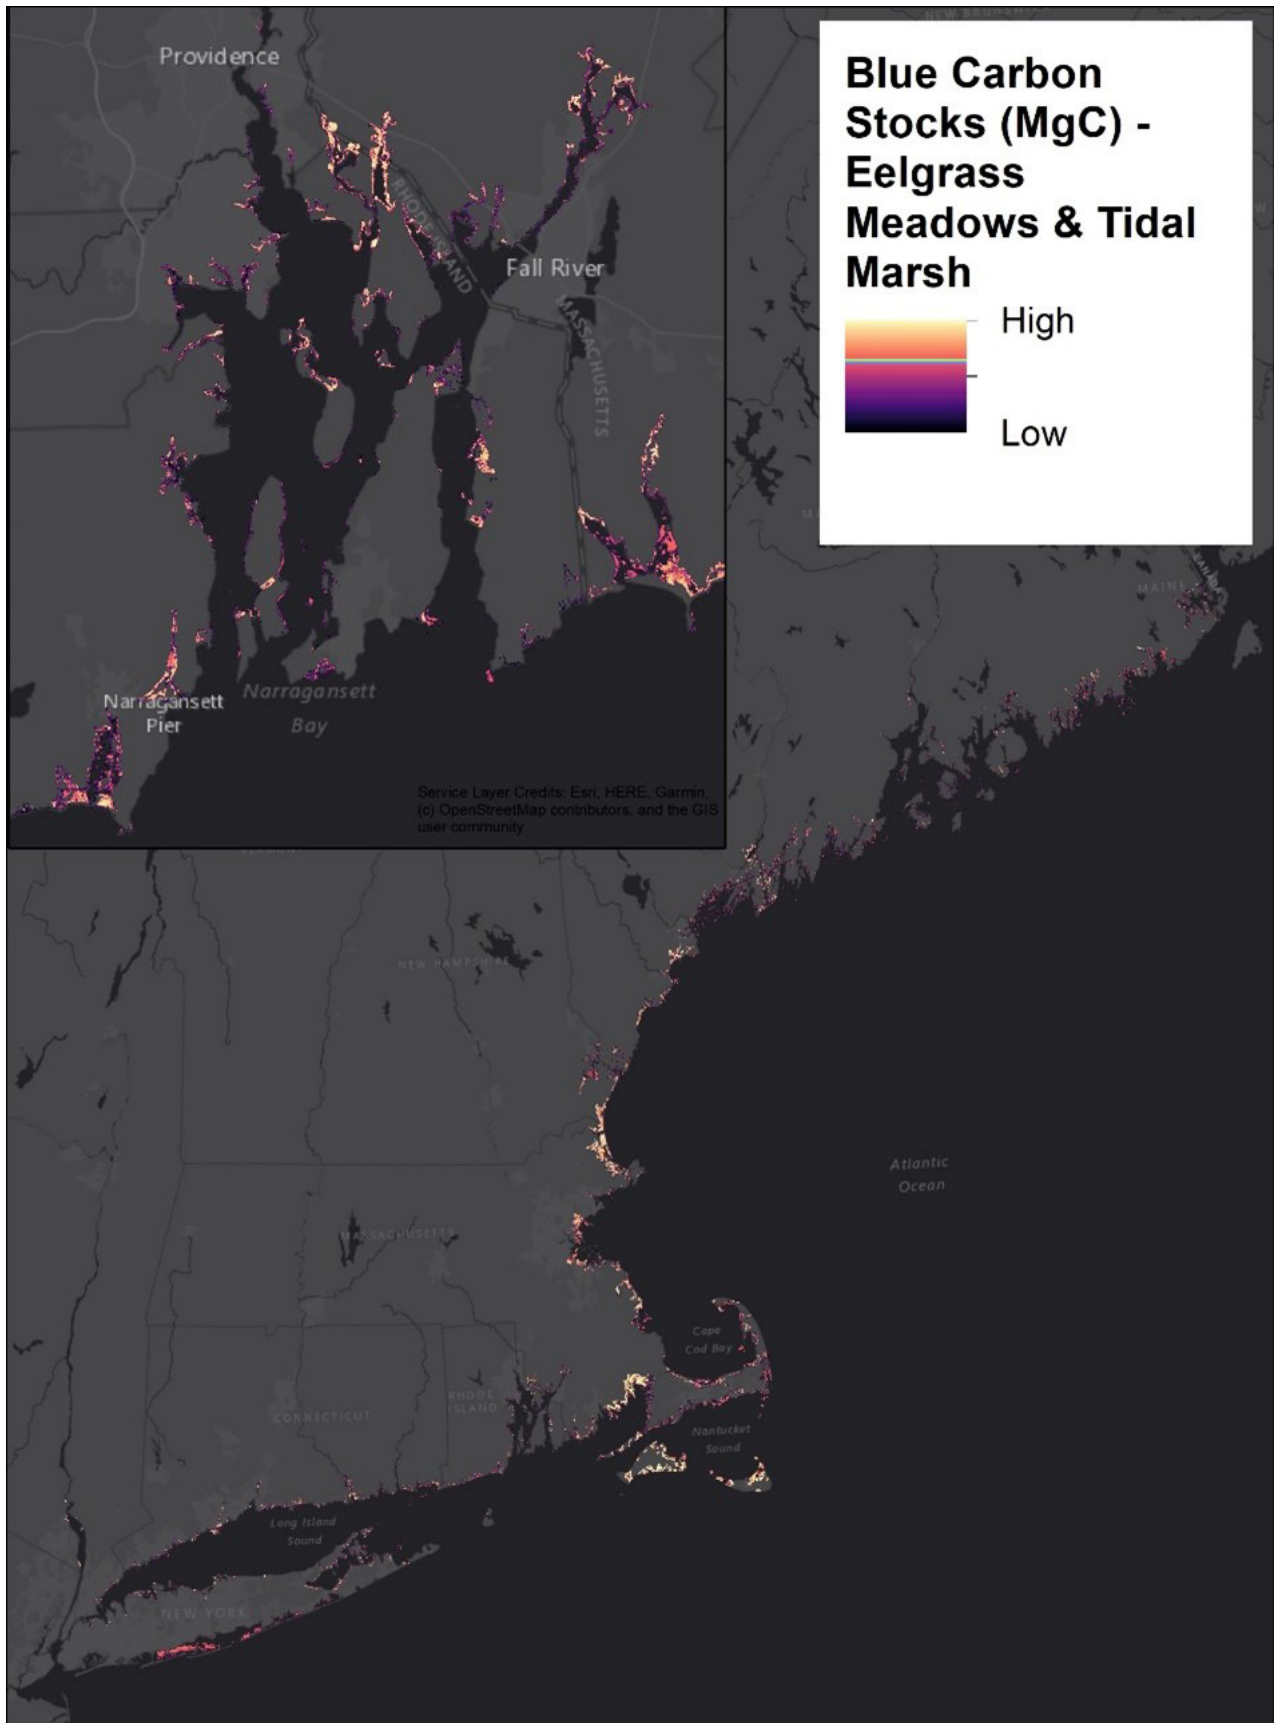 Blue Carbon
Stocks (MgC) -
Eelgrass
Meadows & Tidal
Marsh
High
Low
Providence
RHODE ISLAND
Fall River
MASSACHUSETTS
Narragansett
Pier
Narragansett
Bay
Service Layer Credits: Esri, HERE, Garmin,
(c) OpenStreetMap contributors, and the GIS
user community
MAINE
CANADA
NEW HAMPSHIRE
Atlantic
Ocean
MASSACHUSETTS
Cape
Cod Bay
RHODE
ISLAND
CONNECTICUT
Nantucket
Sound
Long Island
Sound
NEW YORK